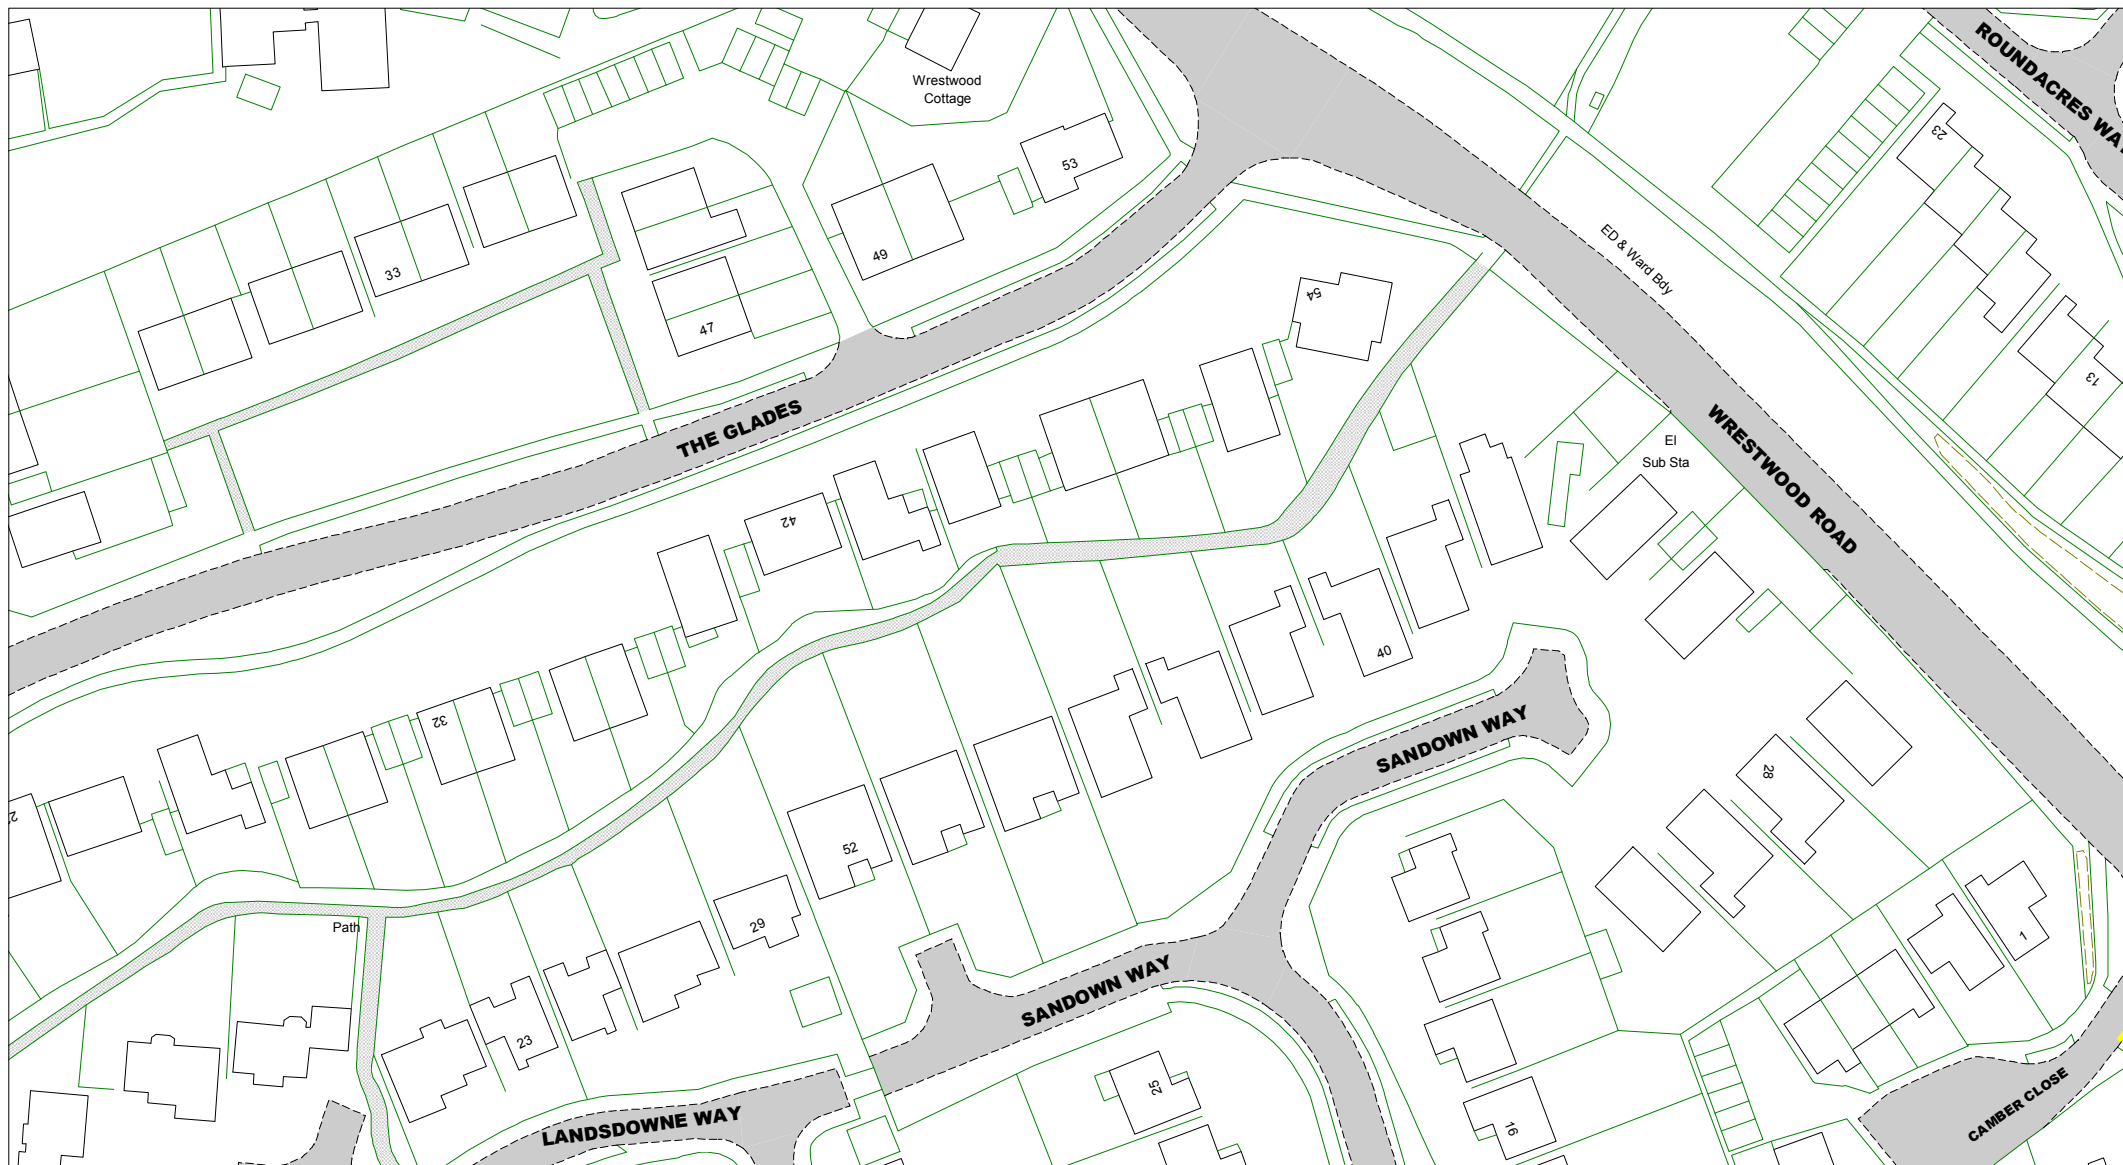 Wrestwood
Cottage
ROUNDACRES WAY
23
53
49
33
47
ED & Ward Bdy
54
13
THE GLADES
WRESTWOOD ROAD
El
Sub Sta
42
40
32
SANDOWN WAY
28
52
29
Path
1
SANDOWN WAY
23
25
16
LANDSDOWNE WAY
CAMBER CLOSE